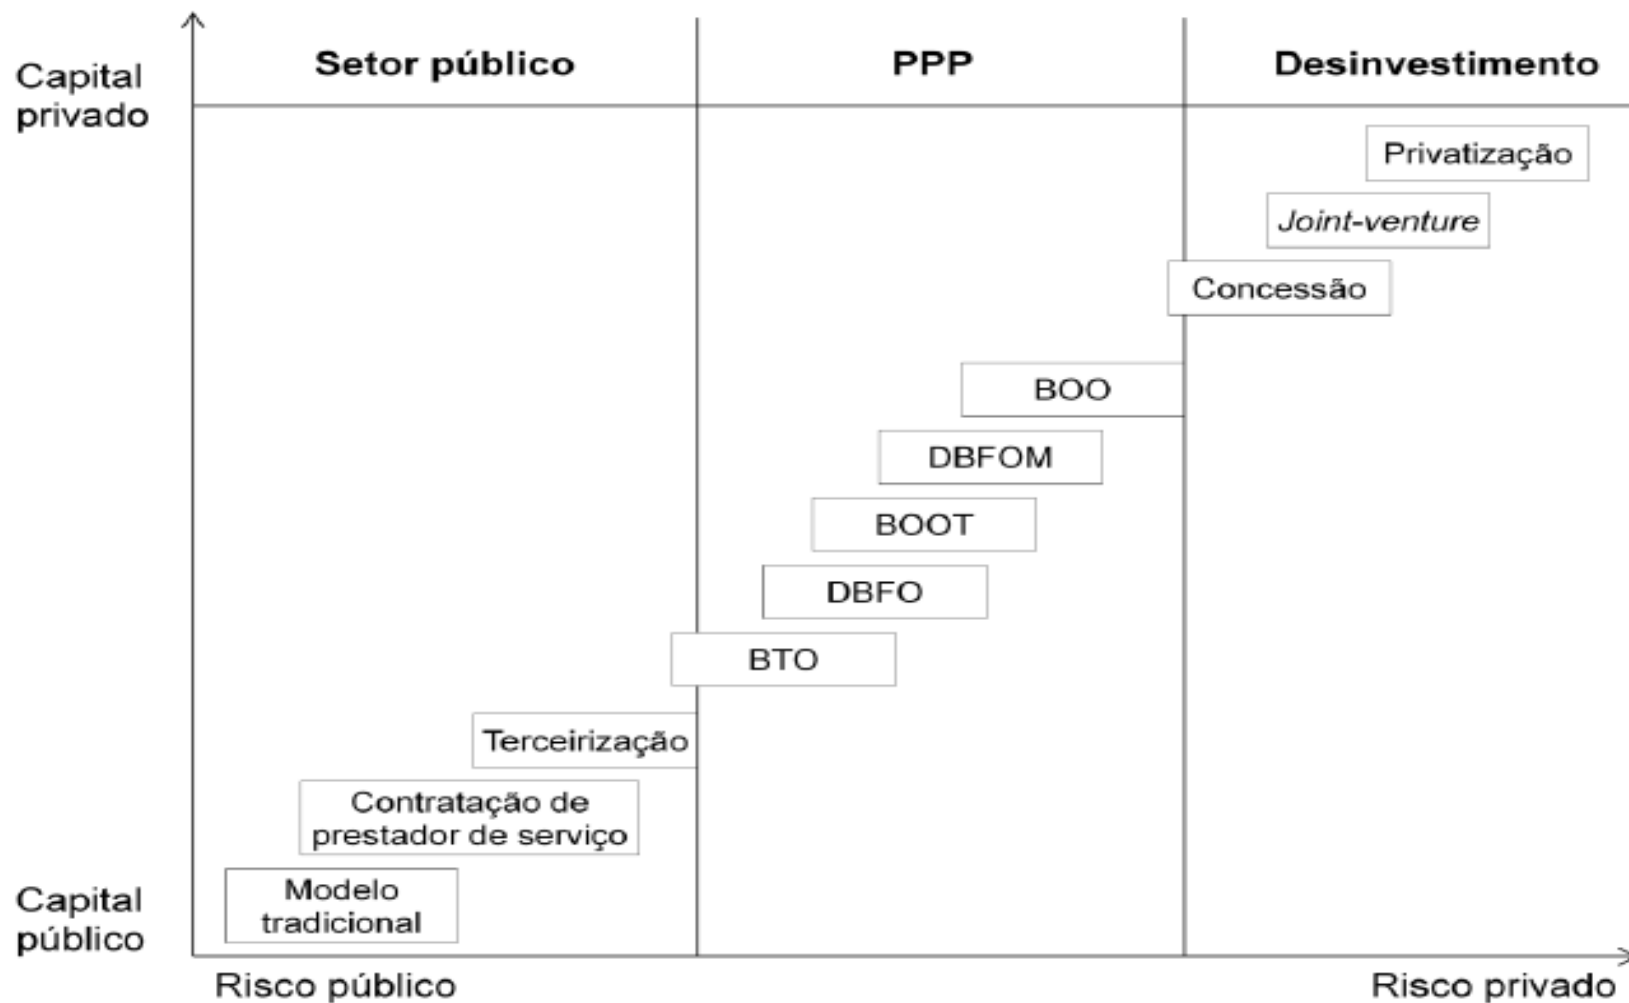 Setor público
PPP
Desinvestimento
Capital
privado
Privatização
Joint-venture
Concessão
BOO
DBFOM
BOOT
DBFO
BTO
Terceirização
Contratação de
prestador de serviço
Modelo
tradicional
Capital
público
Risco público
Risco privado